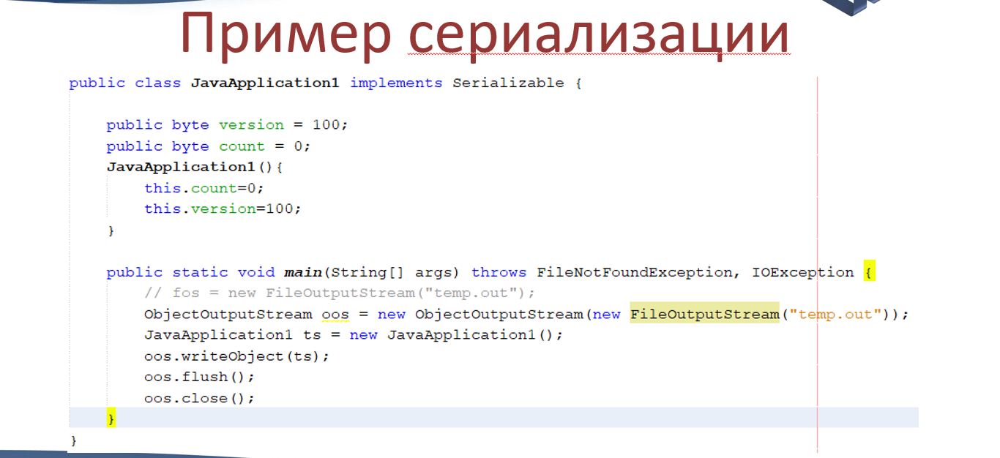 Пример сериализации
public class JavaApplication1 implements Serializable {
public byte version = 100;
public byte count = 0;
JavaApplication1(){
this.count=0;
this.version=100;
}
public static void main(String[] args) throws FileNotFoundException, IOException {
// fos = new FileOutputStream("temp.out");
ObjectOutputStream oos = new ObjectOutputStream(new FileOutputStream("temp.out"));
JavaApplication1 ts = new JavaApplication1();
oos.writeObject(ts);
oos.flush();
oos.close();
}
}